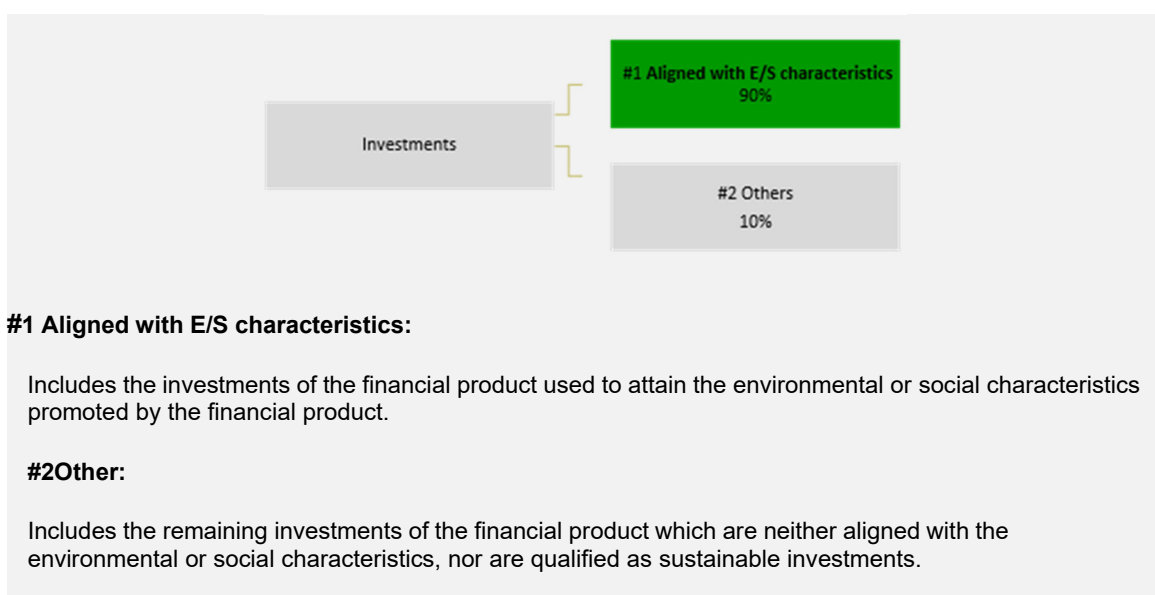 #1 Aligned with E/S characteristics
90%
Investments
#2 Others
10%
#1 Aligned with E/S characteristics:
Includes the investments of the financial product used to attain the environmental or social characteristics
promoted by the financial product.
#2Other:
Includes the remaining investments of the financial product which are neither aligned with the
environmental or social characteristics, nor are qualified as sustainable investments.